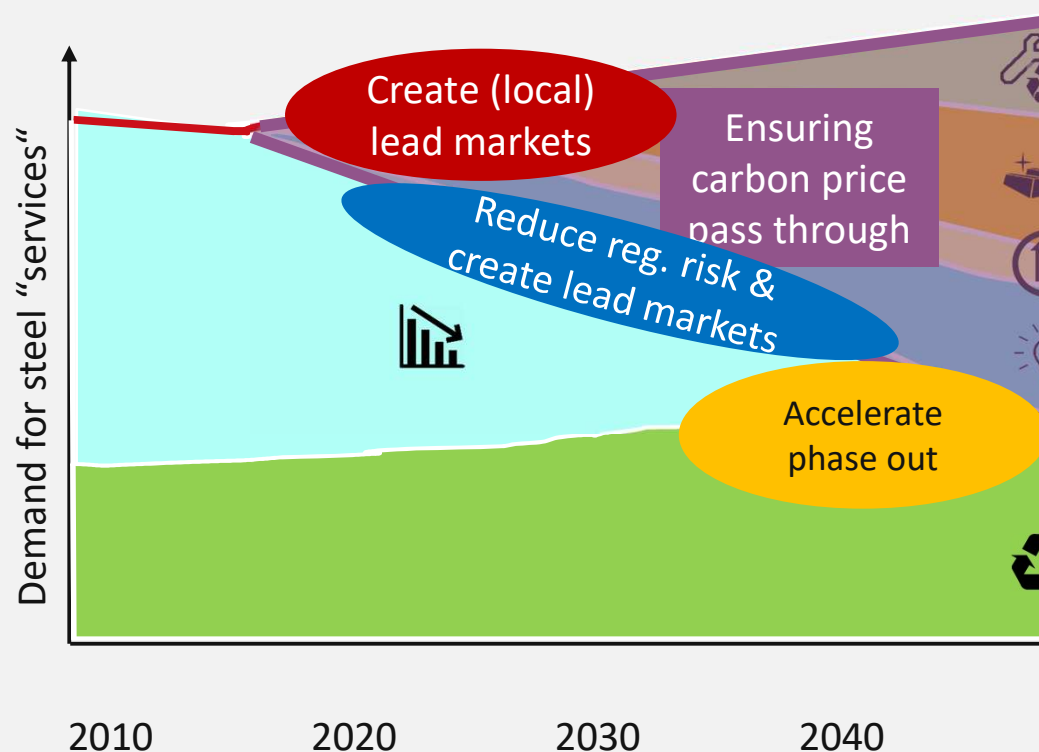 Demand for steel “services“
Create (local)
lead markets
Ensuring
carbon price
pass through
Reduce reg. risk &
create lead markets
Accelerate
phase out
2010
2020
2030
2040